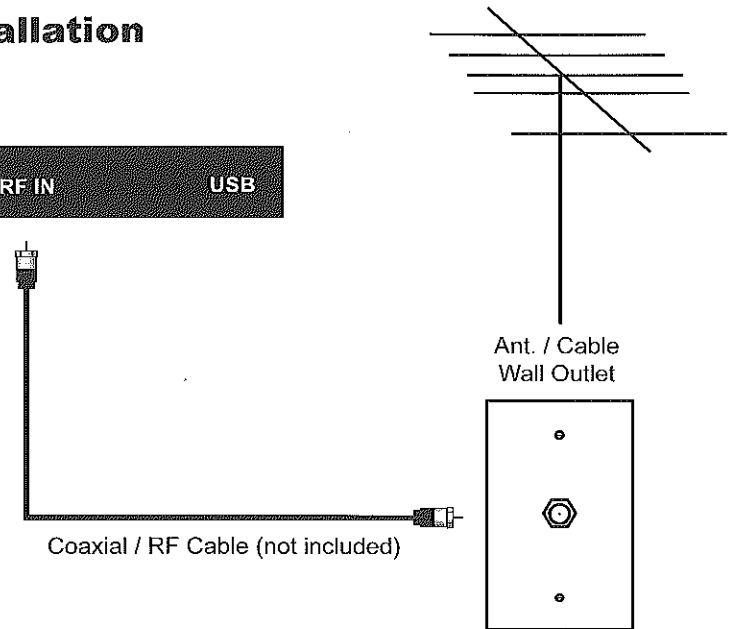 allation
RF IN
USB
Ant. / Cable
Wall Outlet
Coaxial / RF Cable (not included)